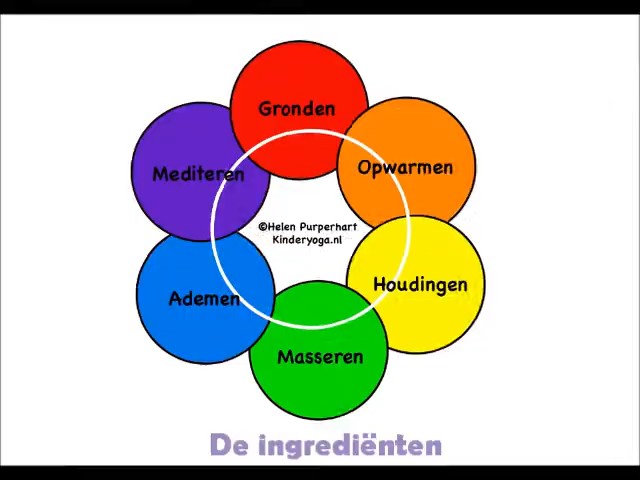 Gronden
Opwarmen
Mediteren
©Helen Purperhart
Kinderyoga.nl
Houdingen
Ademen
Masseren
De ingrediënten